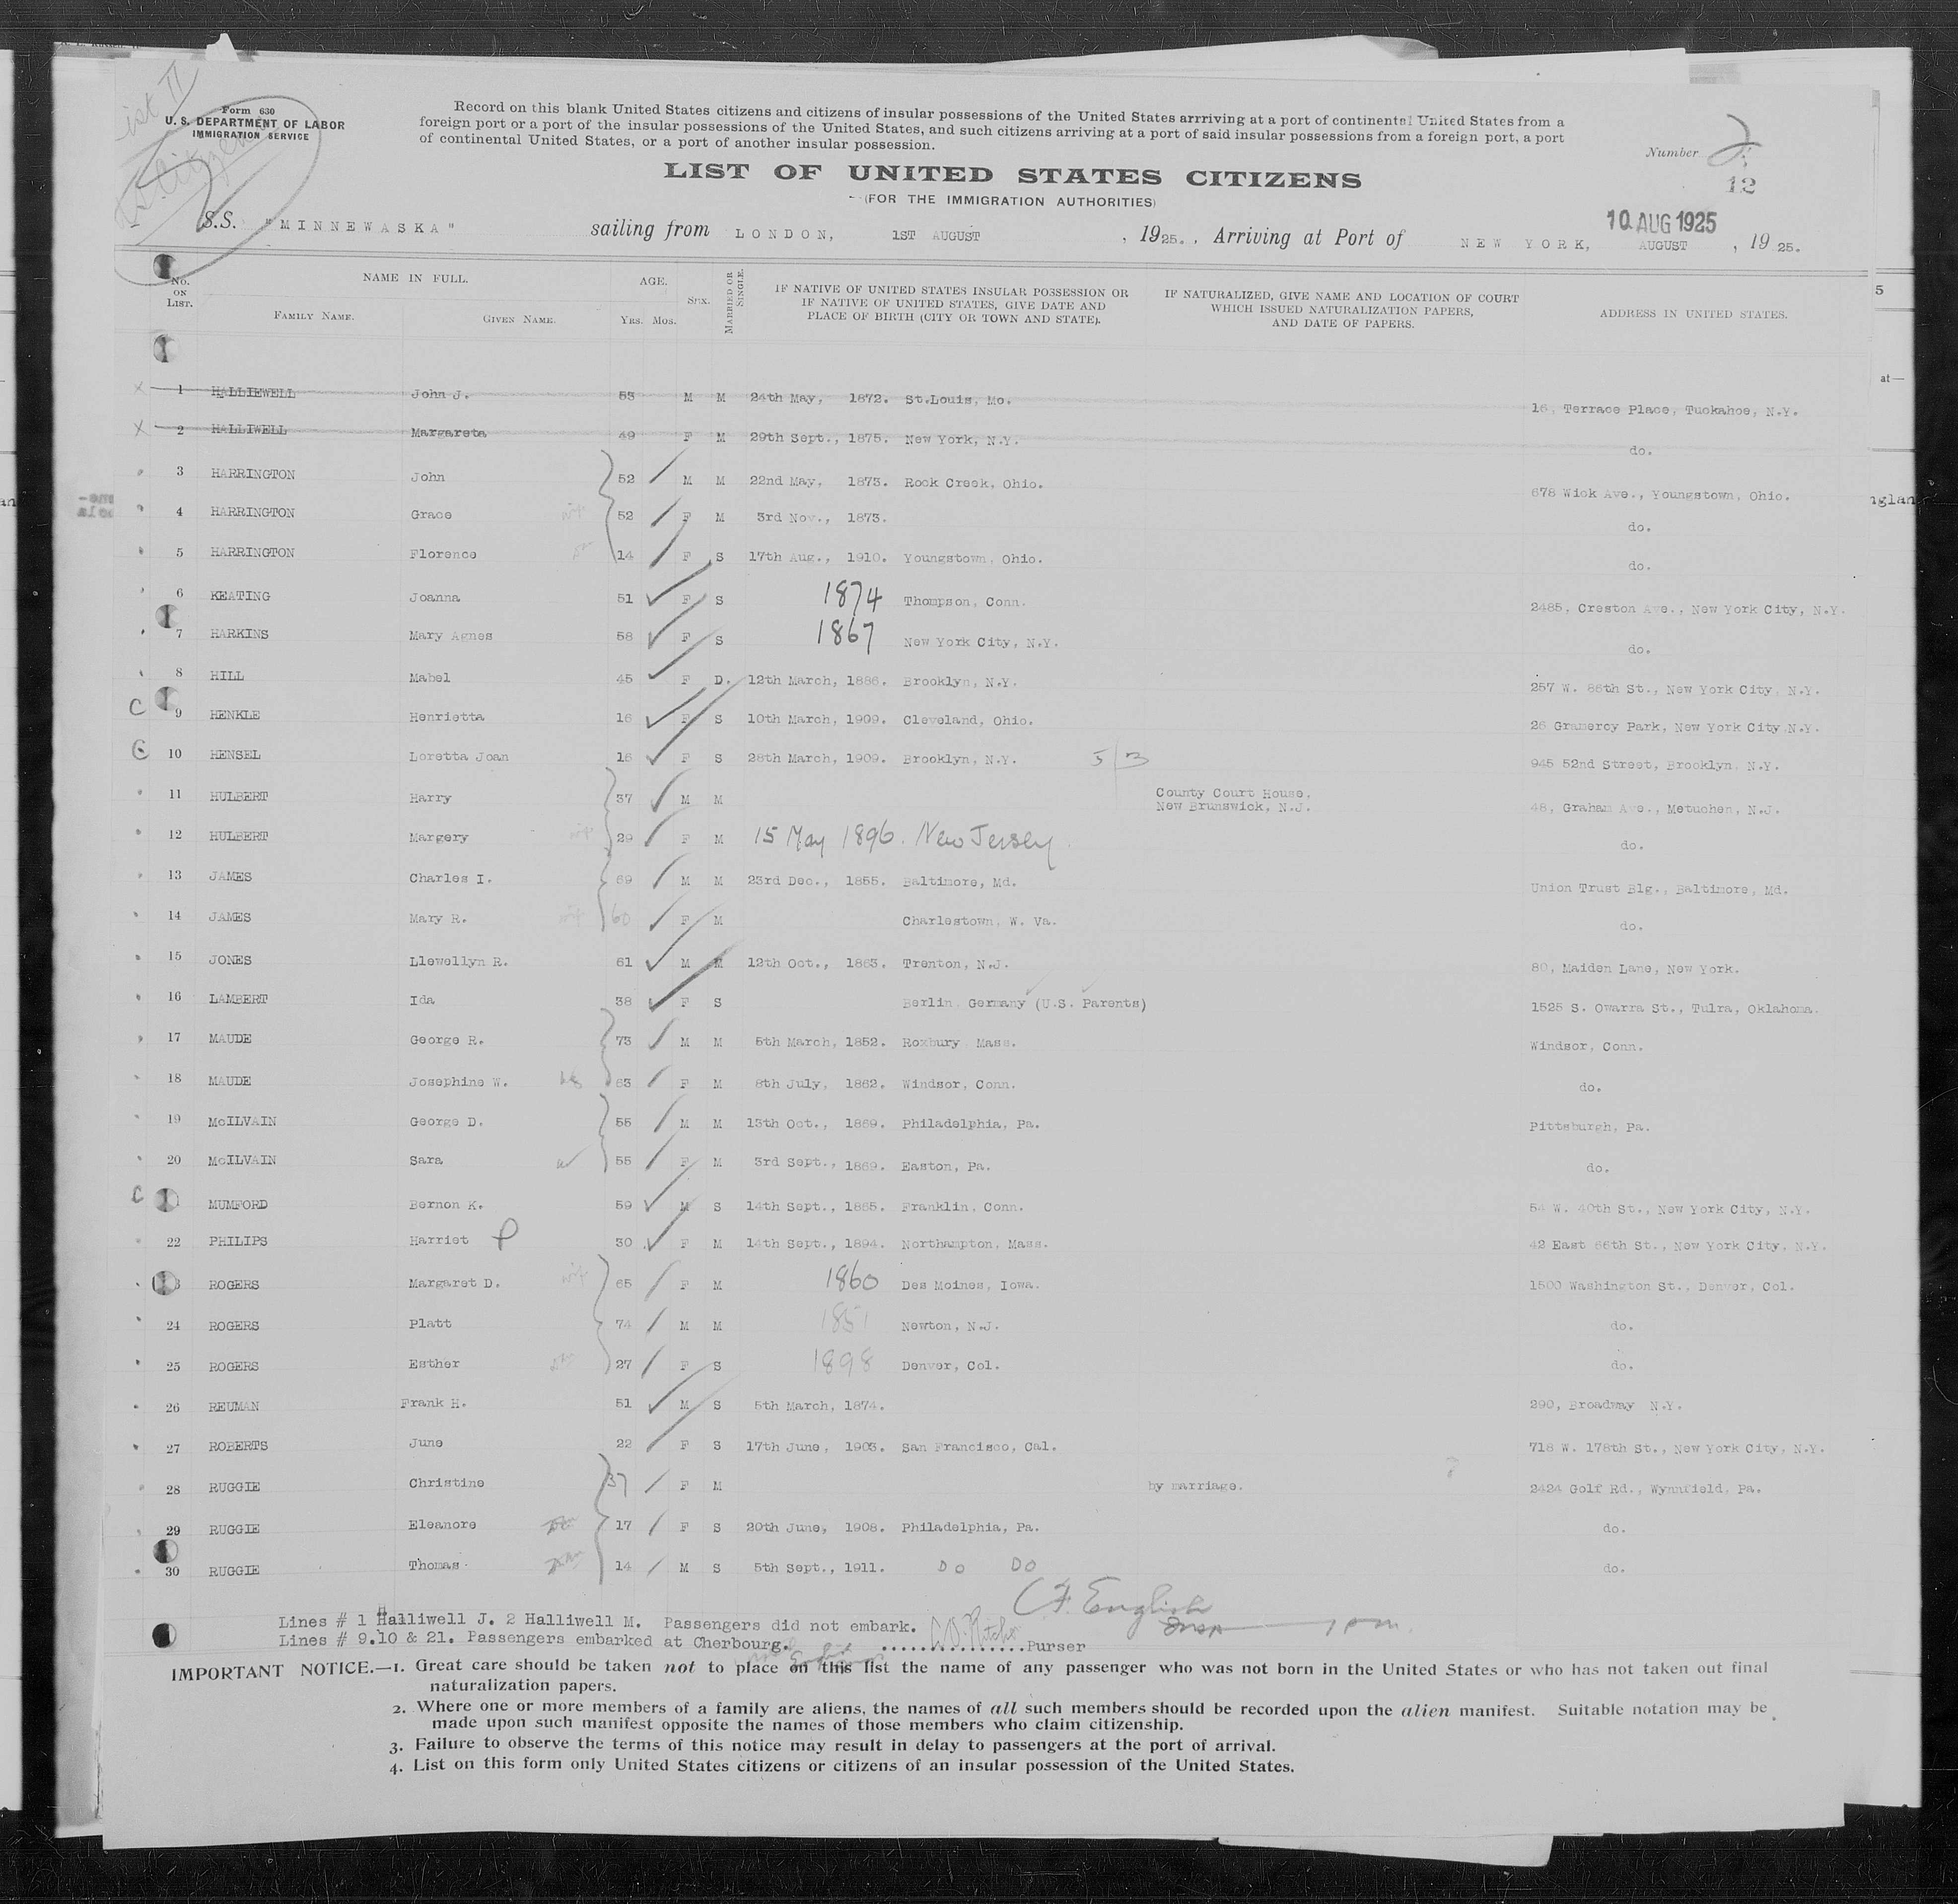 List II
U.S. Citizens
Form 630
U. S. DEPARTMENT OF LABOR
IMMIGRATION SERVICE
Record on this blank United States citizens and citizens of insular possessions of the United States arrriving at a port of continental United States from a
foreign port or a port of the insular possessions of the United States, and such citizens arriving at a port of said insular possessions from a foreign port, a port
of continental United States, or a port of another insular possession.
Number 2
12
LIST OF UNITED STATES CITIZENS
(FOR THE IMMIGRATION AUTHORITIES)
S.S. "MINNEWASKA" sailing from LONDON, 1ST AUGUST , 1925. , Arriving at Port of NEW YORK, AUGUST , 1925.
10 AUG 1925
No. ON LIST. NAME IN FULL. FAMILY NAME. GIVEN NAME. AGE. YRS. MOS. SEX. MARRIED OR SINGLE. IF NATIVE OF UNITED STATES INSULAR POSSESSION OR IF NATIVE OF UNITED STATES, GIVE DATE AND PLACE OF BIRTH (CITY OR TOWN AND STATE). IF NATURALIZED, GIVE NAME AND LOCATION OF COURT WHICH ISSUED NATURALIZATION PAPERS, AND DATE OF PAPERS. ADDRESS IN UNITED STATES.
X 1 HALLIEWELL John J. 53 M M 24th May, 1872. St.Louis, Mo. 16, Terrace Place, Tuckahoe, N.Y.
X 2 HALLIWELL Margareta 49 F M 29th Sept., 1875. New York, N.Y. do.
3 HARRINGTON John 52 M M 22nd May, 1873. Rock Creek, Ohio. 678 Wick Ave., Youngstown, Ohio.
4 HARRINGTON Grace wife 52 F M 3rd Nov., 1873. do.
5 HARRINGTON Florence 14 F S 17th Aug., 1910. Youngstown, Ohio. do.
6 KEATING Joanna 51 F S 1874 Thompson, Conn. 2485, Creston Ave., New York City, N.Y.
7 HARKINS Mary Agnes 58 F S 1867 New York City, N.Y. do.
8 HILL Mabel 45 F D. 12th March, 1886. Brooklyn, N.Y. 257 W. 86th St., New York City, N.Y.
C 9 HENKLE Henrietta 16 F S 10th March, 1909. Cleveland, Ohio. 26 Gramercy Park, New York City N.Y.
C 10 HENSEL Loretta Joan 16 F S 28th March, 1909. Brooklyn, N.Y. 5/3 945 52nd Street, Brooklyn, N.Y.
11 HULBERT Harry 37 M M County Court House, New Brunswick, N.J. 48, Graham Ave., Metuchen, N.J.
12 HULBERT Margery wife 29 F M 15 May 1896. New Jersey do.
13 JAMES Charles I. 69 M M 23rd Dec., 1855. Baltimore, Md. Union Trust Blg., Baltimore, Md.
14 JAMES Mary R. wife 60 F M Charlestown, W. Va. do.
15 JONES Llewellyn R. 61 M M 12th Oct., 1863. Trenton, N.J. 80, Maiden Lane, New York.
16 LAMBERT Ida 38 F S Berlin, Germany (U.S. Parents) 1525 S. Owarra St., Tulra, Oklahoma.
17 MAUDE George R. 73 M M 5th March, 1852. Roxbury, Mass. Windsor, Conn.
18 MAUDE Josephine W. 63 F M 8th July, 1862. Windsor, Conn. do.
19 McILVAIN George D. 55 M M 13th Oct., 1869. Philadelphia, Pa. Pittsburgh, Pa.
20 McILVAIN Sara w 55 F M 3rd Sept., 1869. Easton, Pa. do.
C MUMFORD Bernon K. 59 M S 14th Sept., 1865. Franklin, Conn. 54 W. 40th St., New York City, N.Y.
22 PHILIPS Harriet P 30 F M 14th Sept., 1894. Northampton, Mass. 42 East 66th St., New York City, N.Y.
3 ROGERS Margaret D. wife 65 F M 1860 Des Moines, Iowa. 1500 Washington St., Denver, Col.
24 ROGERS Platt 74 M M 1851 Newton, N.J. do.
25 ROGERS Esther 27 F S 1898 Denver, Col. do.
26 REUMAN Frank H. 51 M S 5th March, 1874. 290, Broadway N.Y.
27 ROBERTS June 22 F S 17th June, 1903. San Francisco, Cal. 718 W. 178th St., New York City, N.Y.
28 RUGGIE Christine 37 F M by marriage. ? 2424 Golf Rd., Wynnfield, Pa.
29 RUGGIE Eleanore 17 F S 20th June, 1908. Philadelphia, Pa. do.
30 RUGGIE Thomas 14 M S 5th Sept., 1911. DO DO do.
C F. English
Insp 1 pm.
Lines # 1 Halliwell J. 2 Halliwell M. Passengers did not embark.
Lines # 9.10 & 21. Passengers embarked at Cherbourg. ...............Purser
IMPORTANT NOTICE.—1. Great care should be taken not to place on this list the name of any passenger who was not born in the United States or who has not taken out final
naturalization papers.
2. Where one or more members of a family are aliens, the names of all such members should be recorded upon the alien manifest. Suitable notation may be
made upon such manifest opposite the names of those members who claim citizenship.
3. Failure to observe the terms of this notice may result in delay to passengers at the port of arrival.
4. List on this form only United States citizens or citizens of an insular possession of the United States.